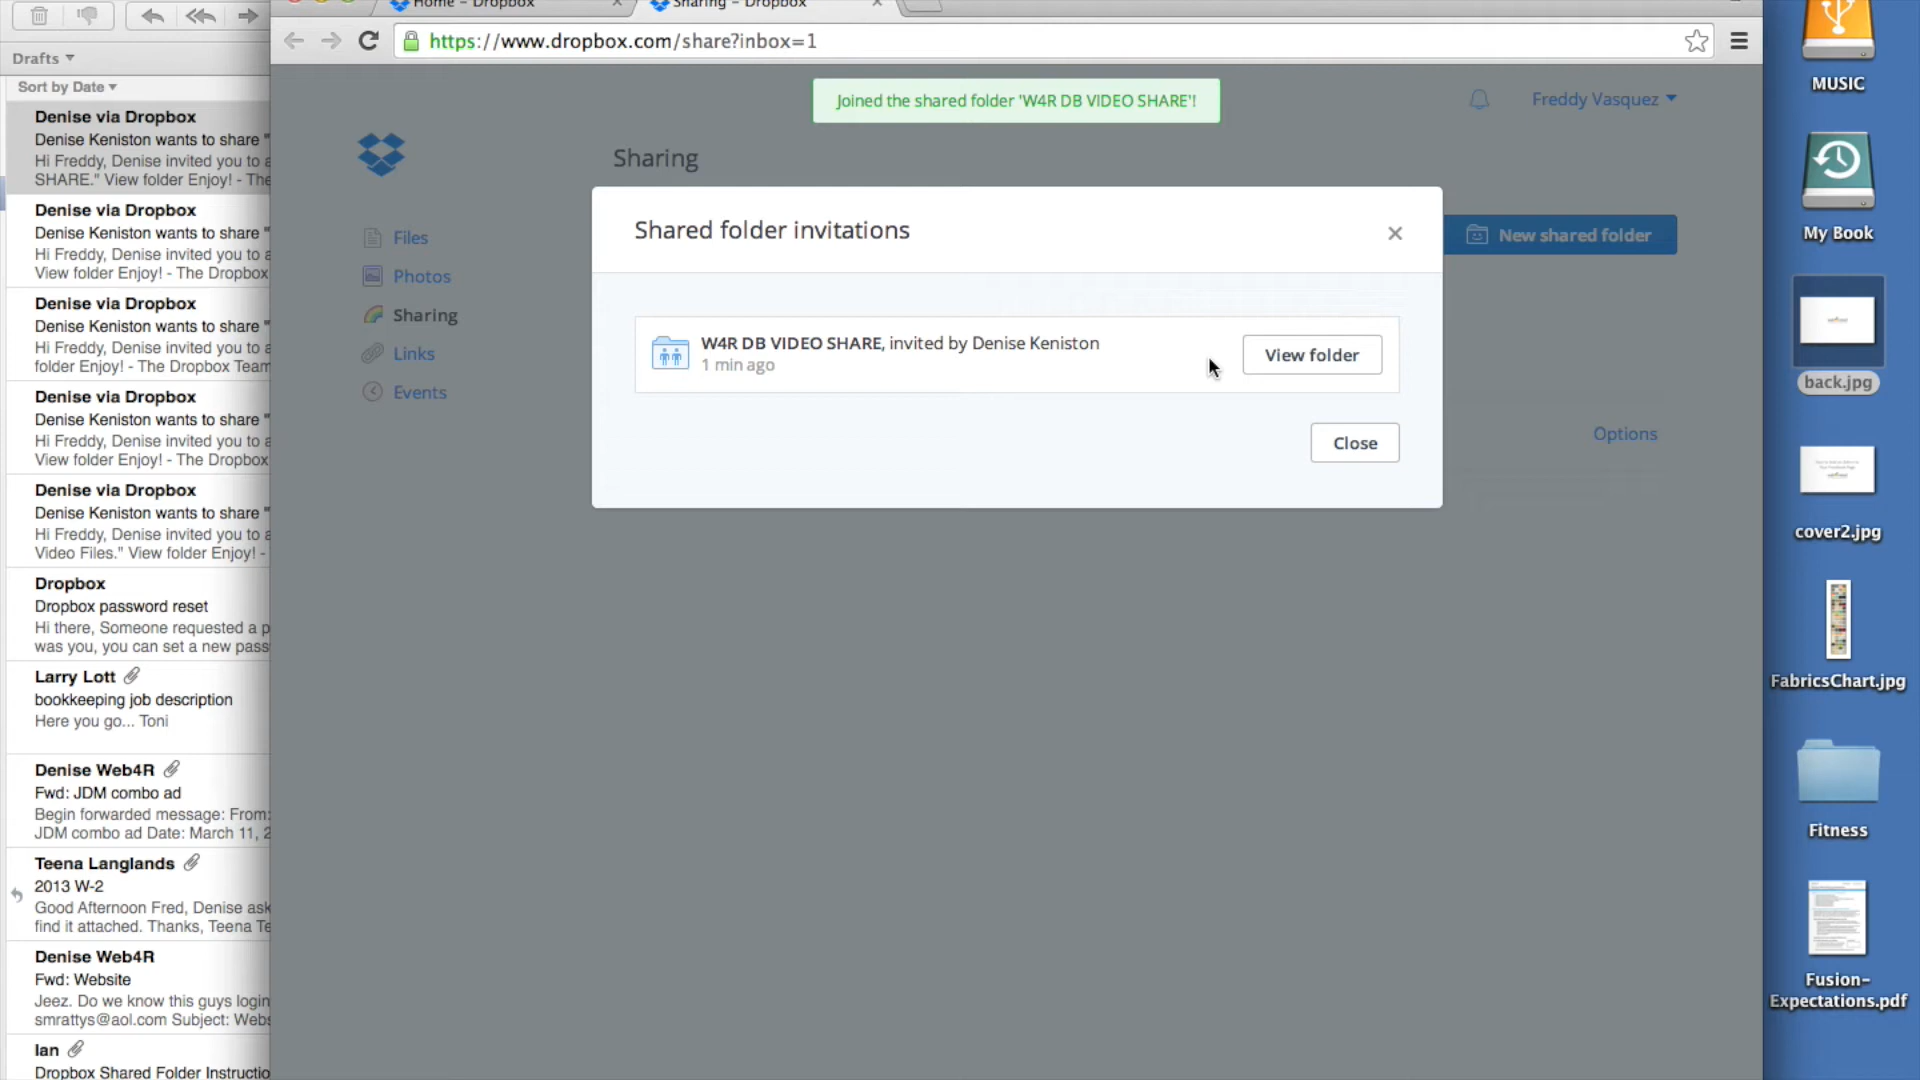 Drafts
Sort by Date
Denise via Dropbox
Denise Keniston wants to share "
Hi Freddy, Denise invited you to a
SHARE." View folder Enjoy! - The
Denise via Dropbox
Denise Keniston wants to share "
Hi Freddy, Denise invited you to a
View folder Enjoy! - The Dropbox
Denise via Dropbox
Denise Keniston wants to share "
Hi Freddy, Denise invited you to a
folder Enjoy! - The Dropbox Team
Denise via Dropbox
Denise Keniston wants to share "
Hi Freddy, Denise invited you to a
View folder Enjoy! - The Dropbox
Denise via Dropbox
Denise Keniston wants to share "
Hi Freddy, Denise invited you to a
Video Files." View folder Enjoy! -
Dropbox
Dropbox password reset
Hi there, Someone requested a p
was you, you can set a new pass
Larry Lott
bookkeeping job description
Here you go... Toni
Denise Web4R
Fwd: JDM combo ad
Begin forwarded message: From:
JDM combo ad Date: March 11, 2
Teena Langlands
2013 W-2
Good Afternoon Fred, Denise ask
find it attached. Thanks, Teena Te
Denise Web4R
Fwd: Website
Jeez. Do we know this guys login
smrattys@aol.com Subject: Webs
Ian
Dropbox Shared Folder Instructio
Home - Dropbox
Sharing - Dropbox
https://www.dropbox.com/share?inbox=1
Joined the shared folder 'W4R DB VIDEO SHARE'!
Freddy Vasquez
Sharing
Files
Photos
Sharing
Links
Events
New shared folder
Options
Shared folder invitations
W4R DB VIDEO SHARE, invited by Denise Keniston
1 min ago
View folder
Close
MUSIC
My Book
back.jpg
cover2.jpg
FabricsChart.jpg
Fitness
Fusion-
Expectations.pdf